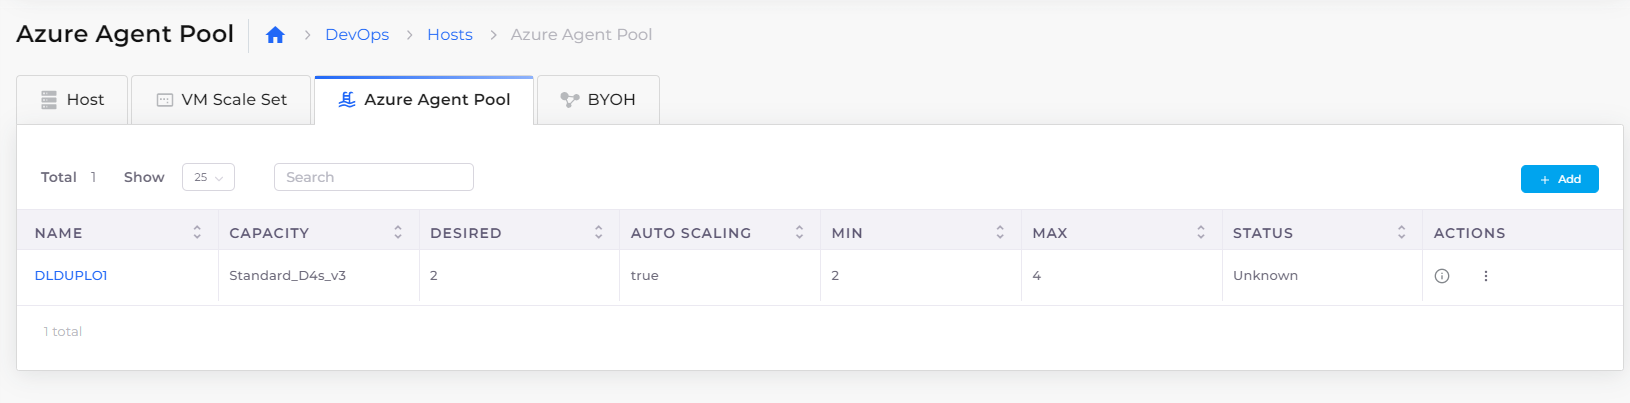 Azure Agent Pool DevOps Hosts Azure Agent Pool
Host VM Scale Set Azure Agent Pool BYOH
Total 1 Show 25 Search + Add
NAME CAPACITY DESIRED AUTO SCALING MIN MAX STATUS ACTIONS
DLDUPLO1 Standard_D4s_v3 2 true 2 4 Unknown
1 total